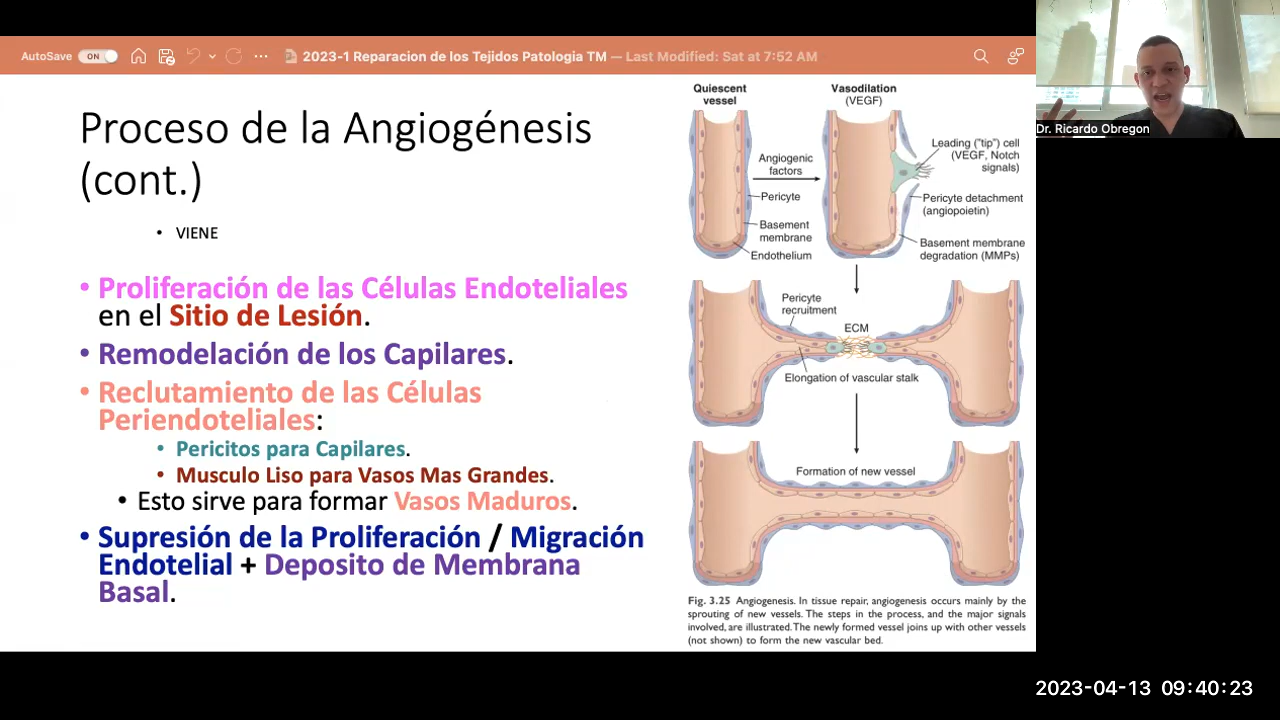 AutoSave ON ... 2023-1 Reparacion de los Tejidos Patologia TM — Last Modified: Sat at 7:52 AM
Dr. Ricardo Obregon
Proceso de la Angiogénesis
(cont.)
• VIENE
• Proliferación de las Células Endoteliales
en el Sitio de Lesión.
• Remodelación de los Capilares.
• Reclutamiento de las Células
Periendoteliales:
• Pericitos para Capilares.
• Musculo Liso para Vasos Mas Grandes.
• Esto sirve para formar Vasos Maduros.
• Supresión de la Proliferación / Migración
Endotelial + Deposito de Membrana
Basal.
Quiescent
vessel
Vasodilation
(VEGF)
Angiogenic
factors
Pericyte
Basement
membrane
Endothelium
Leading ("tip") cell
(VEGF, Notch
signals)
Pericyte detachment
(angiopoietin)
Basement membrane
degradation (MMPs)
Pericyte
recruitment
ECM
Elongation of vascular stalk
Formation of new vessel
Fig. 3.25 Angiogenesis. In tissue repair, angiogenesis occurs mainly by the
sprouting of new vessels. The steps in the process, and the major signals
involved, are illustrated. The newly formed vessel joins up with other vessels
(not shown) to form the new vascular bed.
2023-04-13 09:40:23